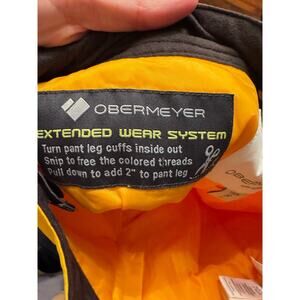 OBERMEYER
EXTENDED WEAR SYSTEM
Turn pant leg cuffs inside out
Snip to free the colored threads
Pull down to add 2" to pant leg